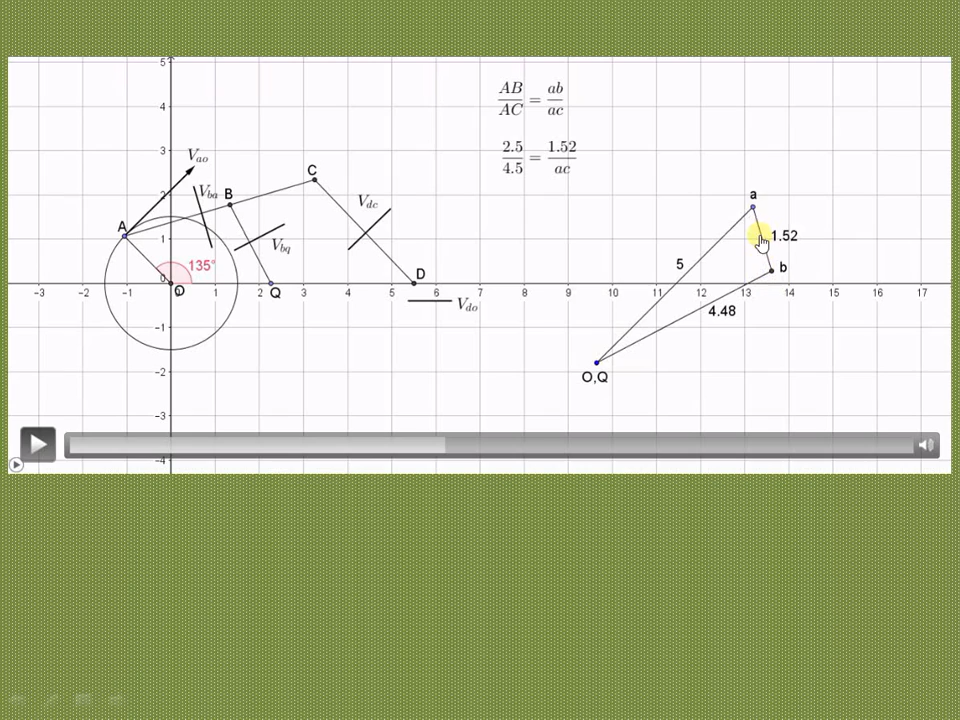 5
4
3
2
1
0
−1
−2
−3
−4
−3 −2 −1 0 1 2 3 4 5 6 7 8 9 10 11 12 13 14 15 16 17
AB/AC = ab/ac
2.5/4.5 = 1.52/ac
V_ao
C
V_ba B
V_dc
A
V_bq
135°
D
O
Q
V_do
a
1.52
5
b
4.48
O,Q